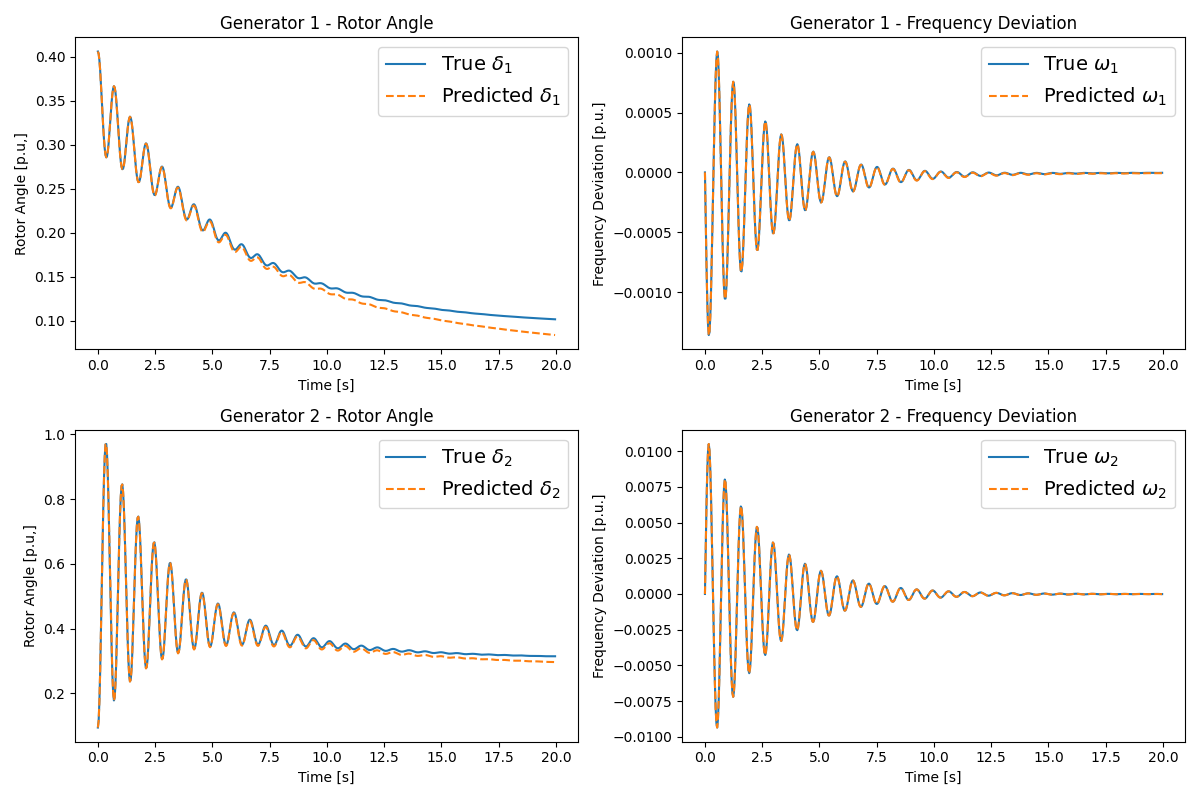 Generator 1 - Rotor Angle
Rotor Angle [p.u,]
0.40
0.35
0.30
0.25
0.20
0.15
0.10
True δ₁
Predicted δ₁
0.0 2.5 5.0 7.5 10.0 12.5 15.0 17.5 20.0
Time [s]
Generator 1 - Frequency Deviation
Frequency Deviation [p.u.]
0.0010
0.0005
0.0000
−0.0005
−0.0010
True ω₁
Predicted ω₁
0.0 2.5 5.0 7.5 10.0 12.5 15.0 17.5 20.0
Time [s]
Generator 2 - Rotor Angle
Rotor Angle [p.u,]
1.0
0.8
0.6
0.4
0.2
True δ₂
Predicted δ₂
0.0 2.5 5.0 7.5 10.0 12.5 15.0 17.5 20.0
Time [s]
Generator 2 - Frequency Deviation
Frequency Deviation [p.u.]
0.0100
0.0075
0.0050
0.0025
0.0000
−0.0025
−0.0050
−0.0075
−0.0100
True ω₂
Predicted ω₂
0.0 2.5 5.0 7.5 10.0 12.5 15.0 17.5 20.0
Time [s]